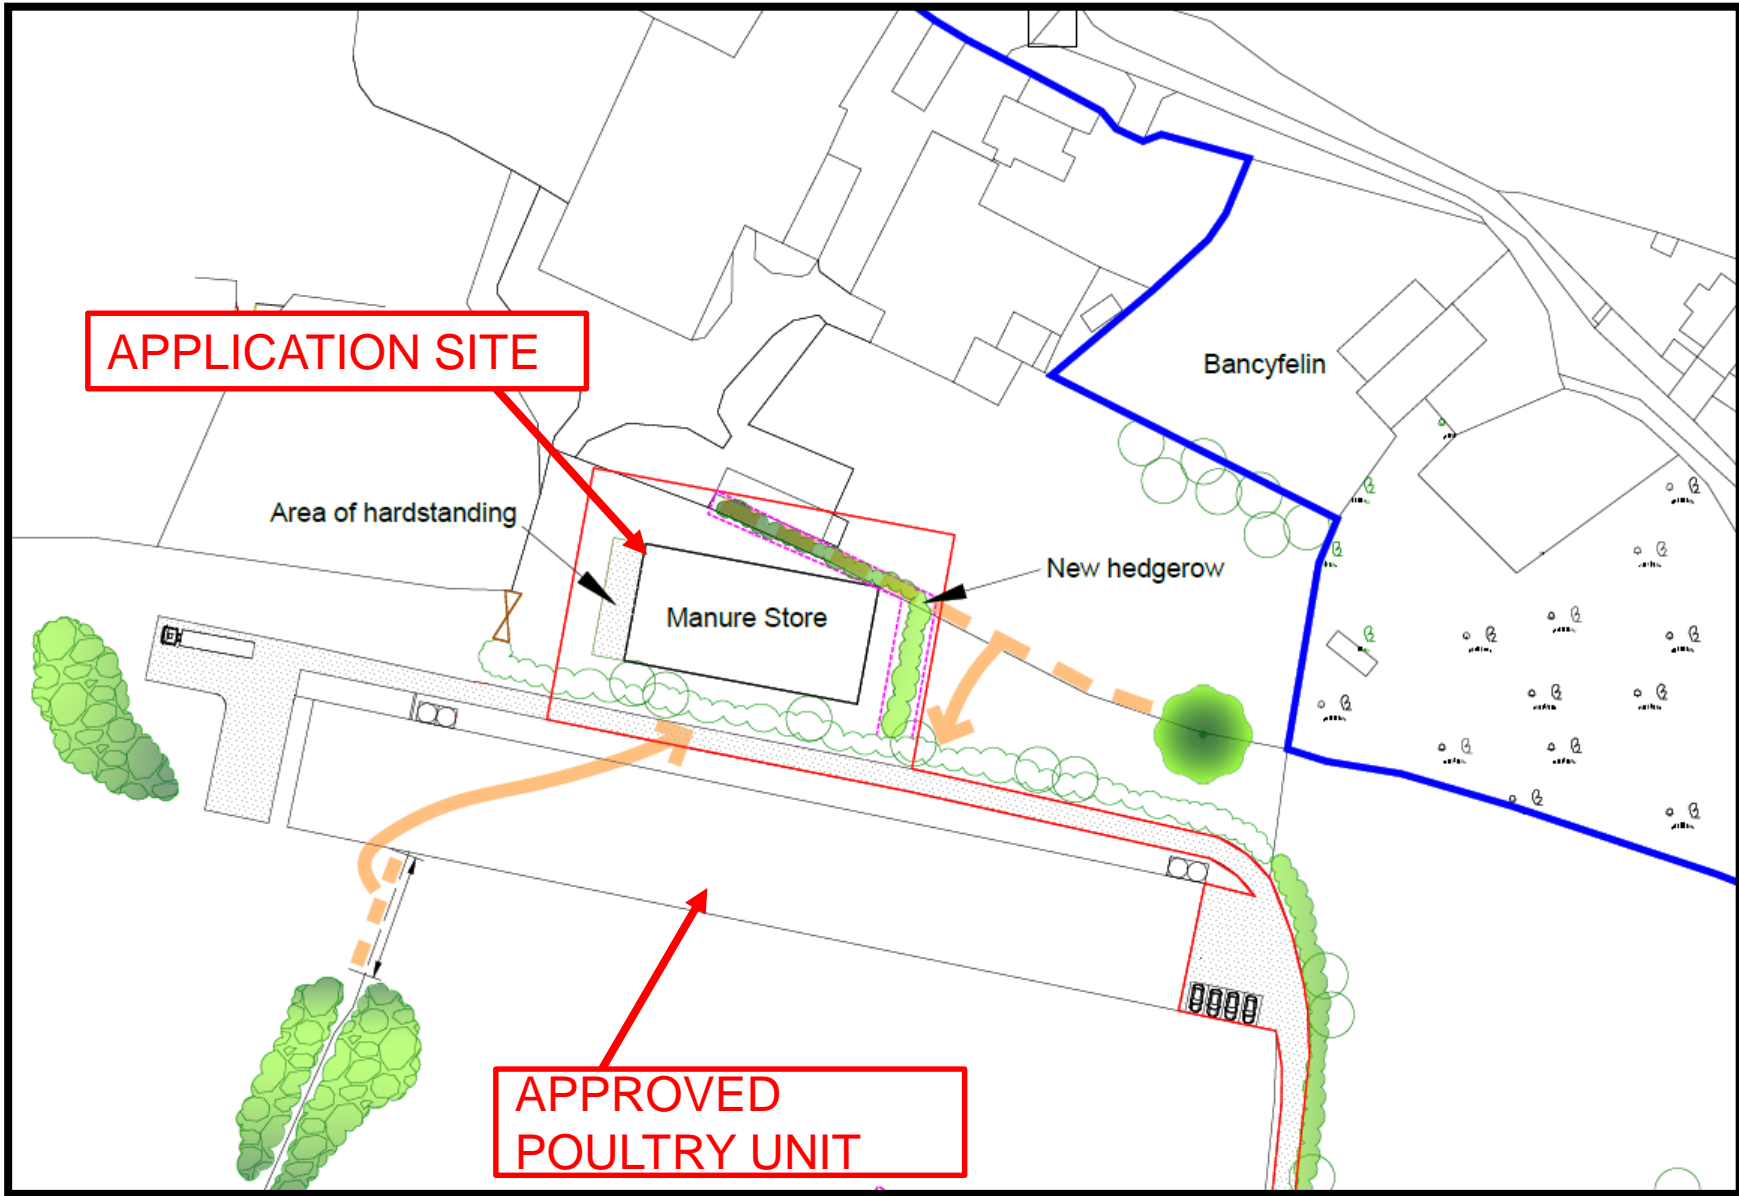 APPLICATION SITE
Bancyfelin
Area of hardstanding
New hedgerow
Manure Store
APPROVED
POULTRY UNIT